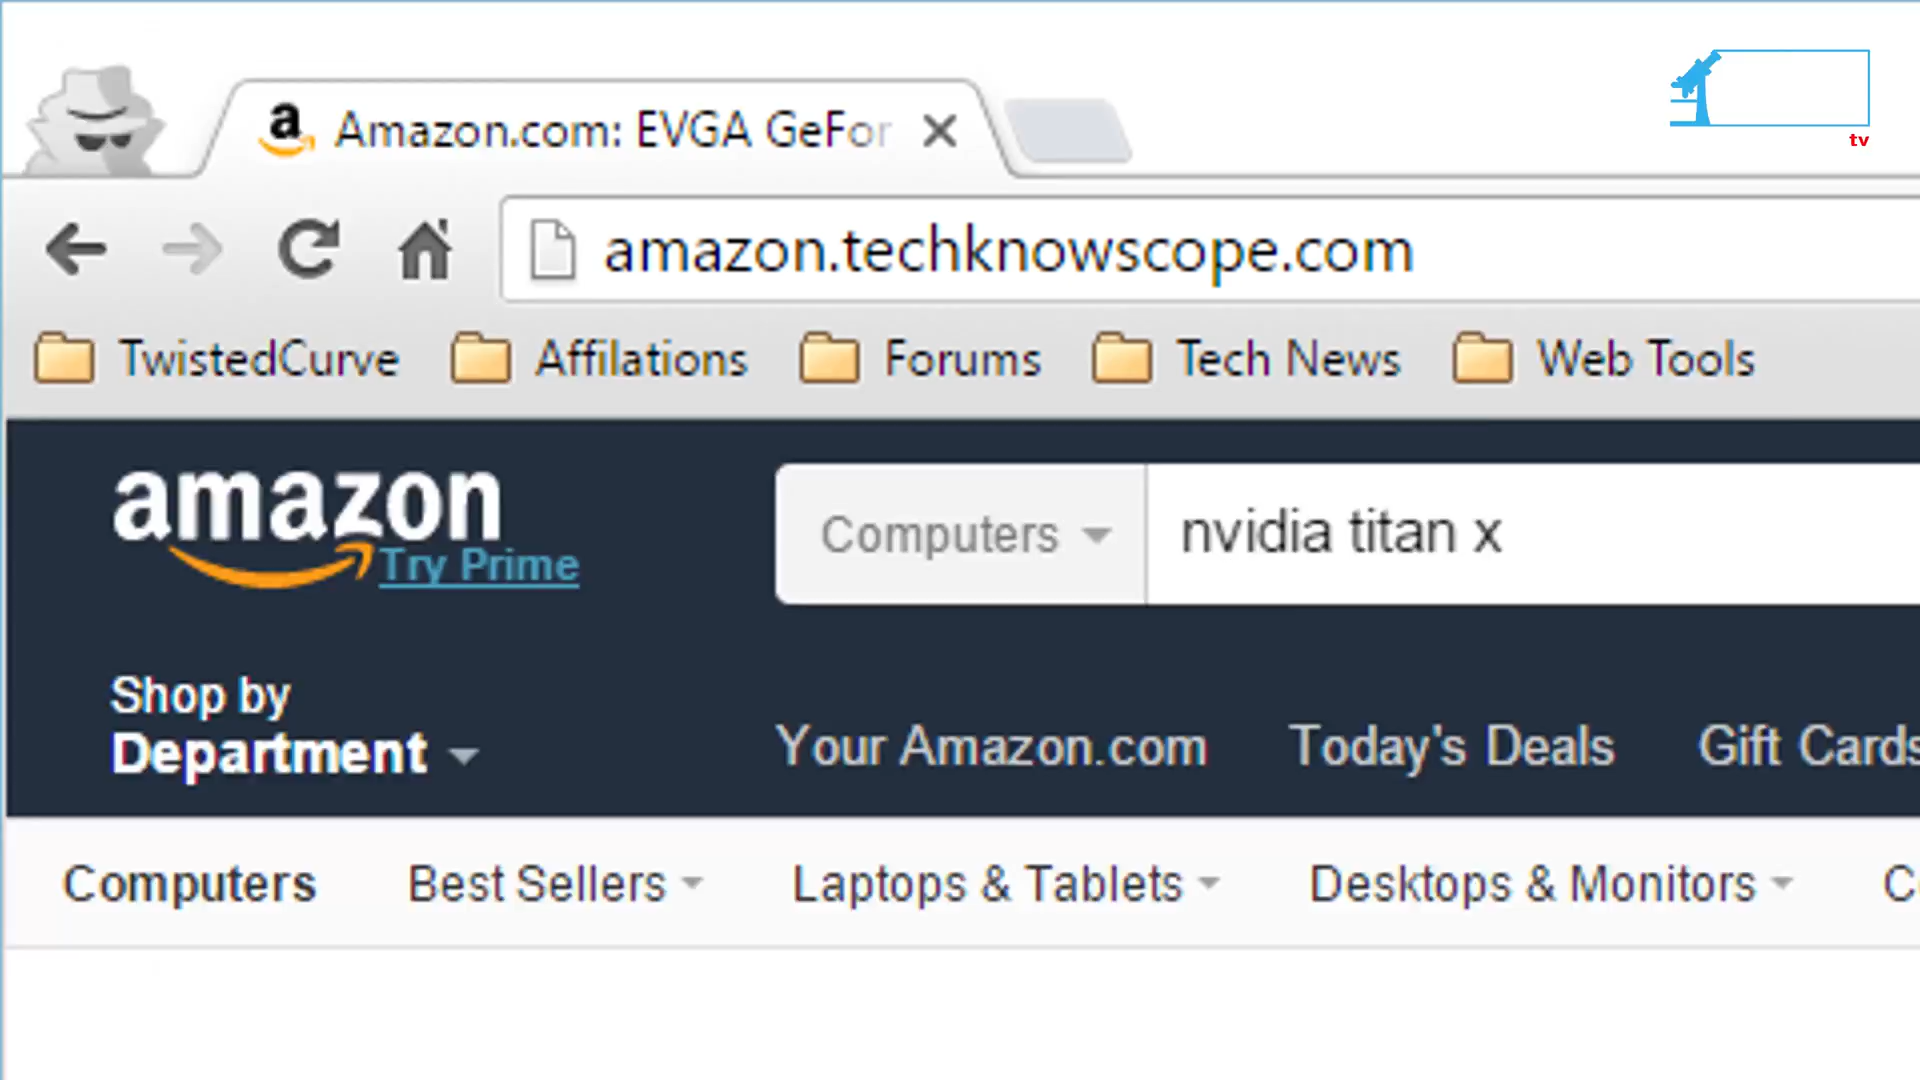 tv
a Amazon.com: EVGA GeFor
amazon.techknowscope.com
TwistedCurve Affilations Forums Tech News Web Tools
amazon Try Prime
Computers nvidia titan x
Shop by
Department Your Amazon.com Today's Deals Gift Cards
Computers Best Sellers Laptops & Tablets Desktops & Monitors